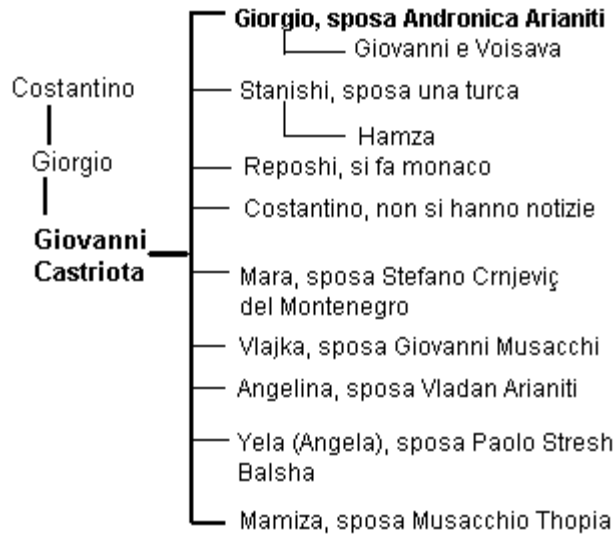 Giorgio, sposa Andronica Arianiti
Giovanni e Voisava
Costantino
Stanishi, sposa una turca
Hamza
Giorgio
Reposhi, si fa monaco
Costantino, non si hanno notizie
Giovanni
Castriota
Mara, sposa Stefano Crnjeviç
del Montenegro
Vlajka, sposa Giovanni Musacchi
Angelina, sposa Vladan Arianiti
Yela (Angela), sposa Paolo Stresh
Balsha
Mamiza, sposa Musacchio Thopia